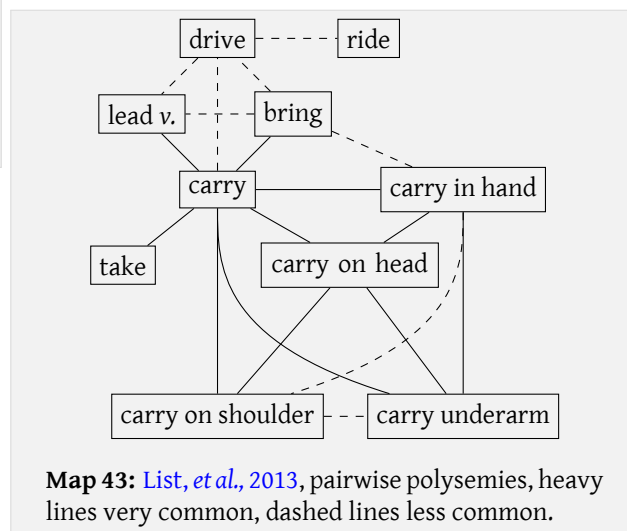 drive
ride
lead v.
bring
carry
carry in hand
take
carry on head
carry on shoulder
carry underarm
Map 43: List, et al., 2013, pairwise polysemies, heavy
lines very common, dashed lines less common.